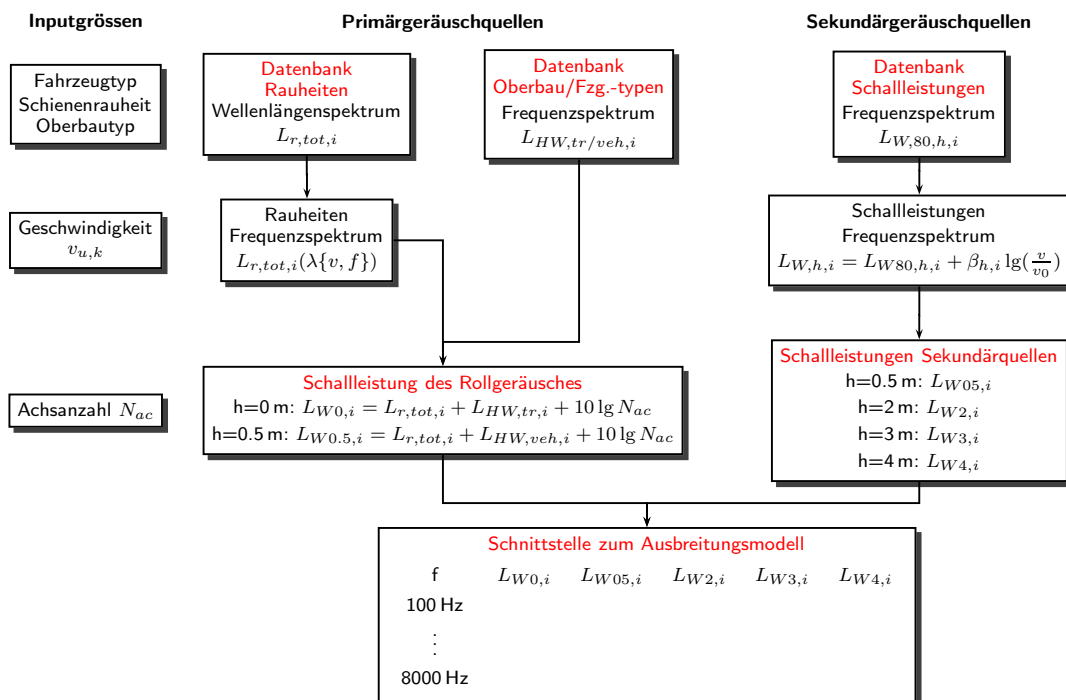 Inputgrössen
Primärgeräuschquellen
Sekundärgeräuschquellen
Fahrzeugtyp
Schienenrauheit
Oberbautyp
Datenbank
Rauheiten
Wellenlängenspektrum
L_{r,tot,i}
Datenbank
Oberbau/Fzg.-typen
Frequenzspektrum
L_{HW,tr/veh,i}
Datenbank
Schallleistungen
Frequenzspektrum
L_{W,80,h,i}
Geschwindigkeit
v_{u,k}
Rauheiten
Frequenzspektrum
L_{r,tot,i}(λ{v, f})
Schallleistungen
Frequenzspektrum
L_{W,h,i} = L_{W80,h,i} + β_{h,i} lg(v/v_0)
Achsanzahl N_{ac}
Schallleistung des Rollgeräusches
h=0 m: L_{W0,i} = L_{r,tot,i} + L_{HW,tr,i} + 10 lg N_{ac}
h=0.5 m: L_{W0.5,i} = L_{r,tot,i} + L_{HW,veh,i} + 10 lg N_{ac}
Schallleistungen Sekundärquellen
h=0.5 m: L_{W05,i}
h=2 m: L_{W2,i}
h=3 m: L_{W3,i}
h=4 m: L_{W4,i}
Schnittstelle zum Ausbreitungsmodell
f L_{W0,i} L_{W05,i} L_{W2,i} L_{W3,i} L_{W4,i}
100 Hz
⋮
8000 Hz